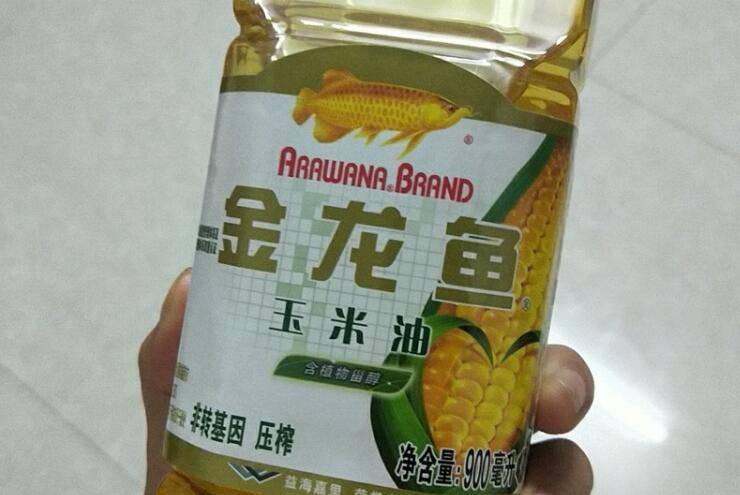 ARAWANA® BRAND
金龙鱼®
玉米油
含植物甾醇
非转基因 压榨
净含量:900毫升
益海嘉里